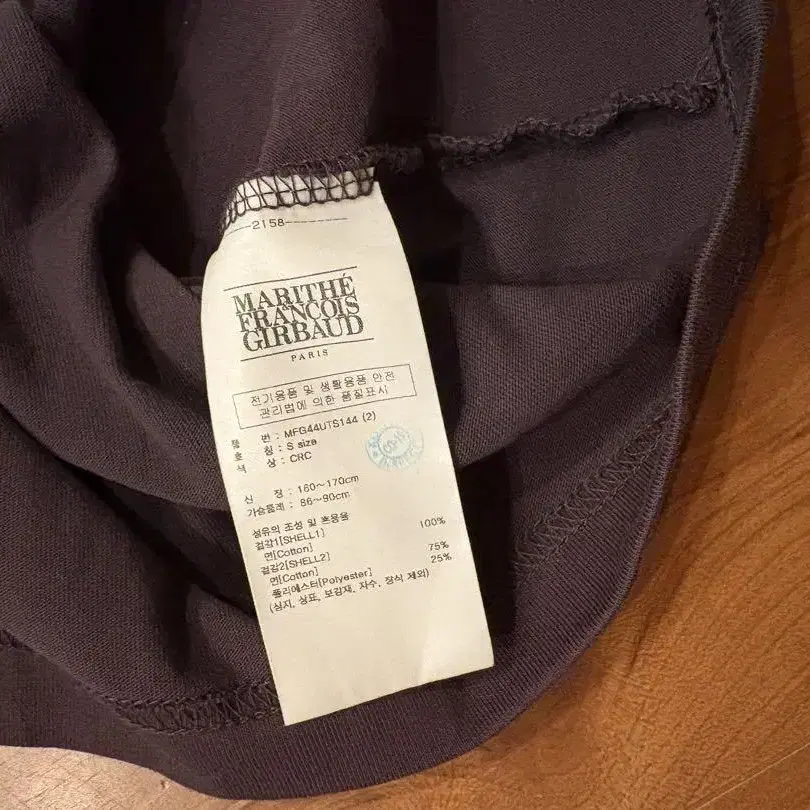 2158
MARITHÉ
FRANCOIS
GIRBAUD
PARIS
전기용품 및 생활용품 안전
관리법에 의한 품질표시
품 번 : MFG44UTS144 (2)
호 칭 : S size
색 상 : CRC
신 장 : 160~170cm
가슴둘레 : 86~90cm
섬유의 조성 및 혼용율
겉감1[SHELL1] 100%
면[Cotton]
겉감2[SHELL2] 75%
면[Cotton] 25%
폴리에스터[Polyester]
(심지, 상표, 보강재, 자수, 장식 제외)